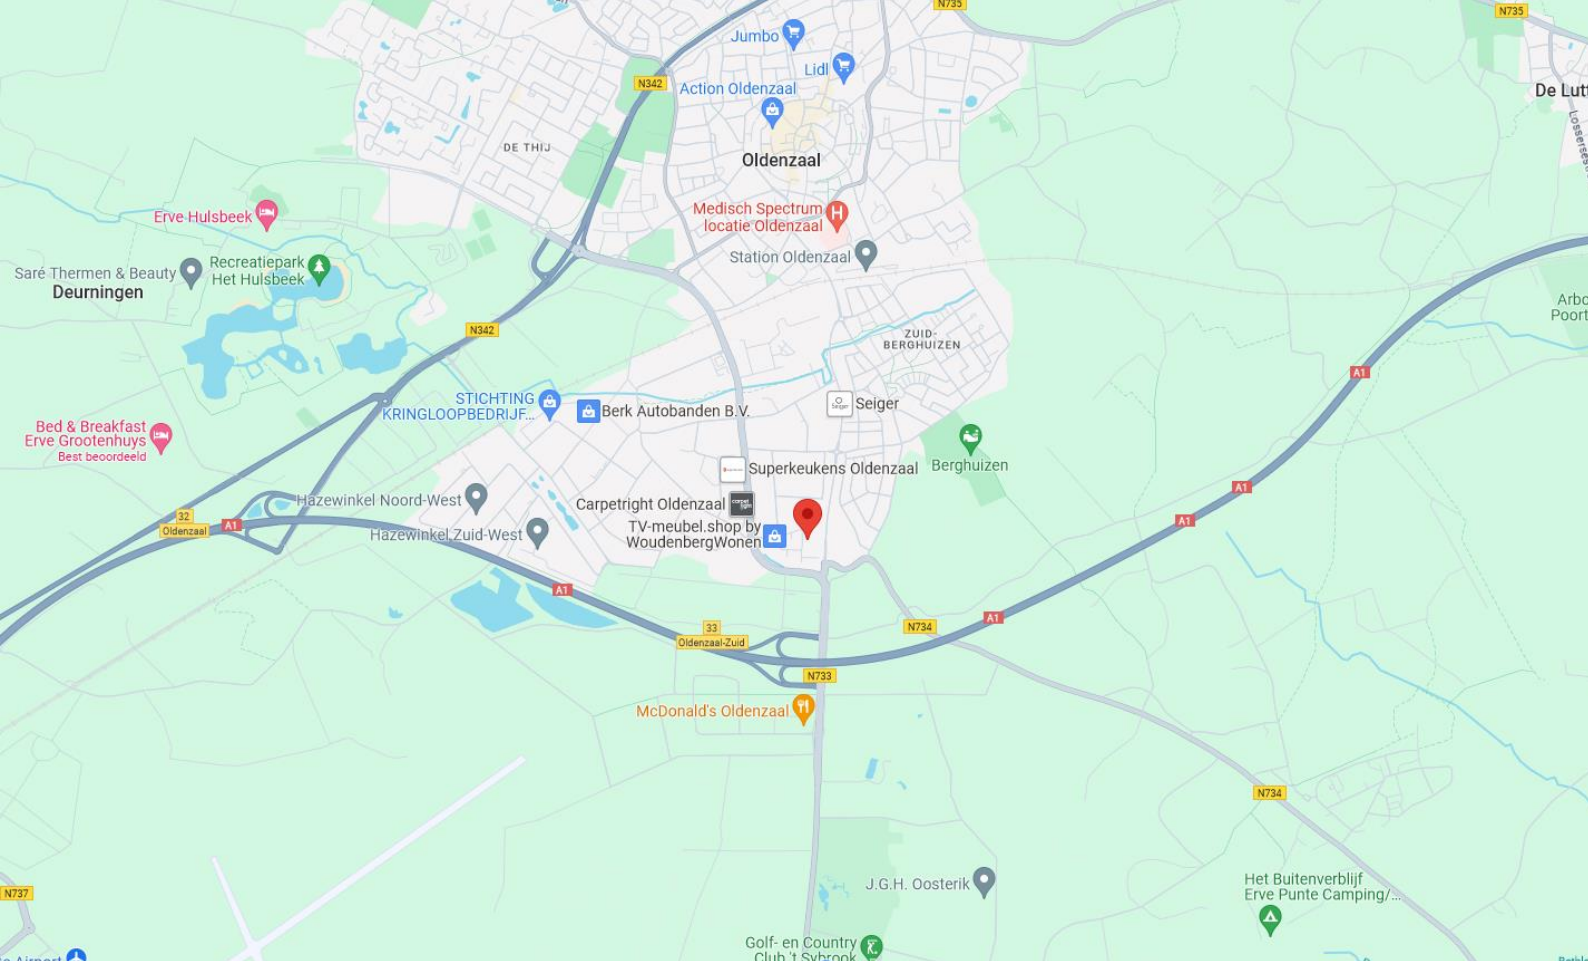 N735
N735
Jumbo
Lidl
N342
Action Oldenzaal
De Lutt
Lossersestr
DE THIJ
Oldenzaal
Erve Hulsbeek
Medisch Spectrum
locatie Oldenzaal
Station Oldenzaal
Saré Thermen & Beauty
Recreatiepark
Het Hulsbeek
Deurningen
Arbo
Poort
N342
ZUID-
BERGHUIZEN
A1
STICHTING
KRINGLOOPBEDRIJF...
Berk Autobanden B.V.
Seiger
Bed & Breakfast
Erve Grootenhuys
Best beoordeeld
Superkeukens Oldenzaal
Berghuizen
Hazewinkel Noord-West
Carpetright Oldenzaal
A1
32
Oldenzaal
A1
TV-meubel.shop by
WoudenbergWonen
Hazewinkel Zuid-West
A1
A1
A1
33
Oldenzaal-Zuid
N734
N733
McDonald's Oldenzaal
N734
N737
J.G.H. Oosterik
Het Buitenverblijf
Erve Punte Camping/...
Golf- en Country
Club 't Sybrook
Airport